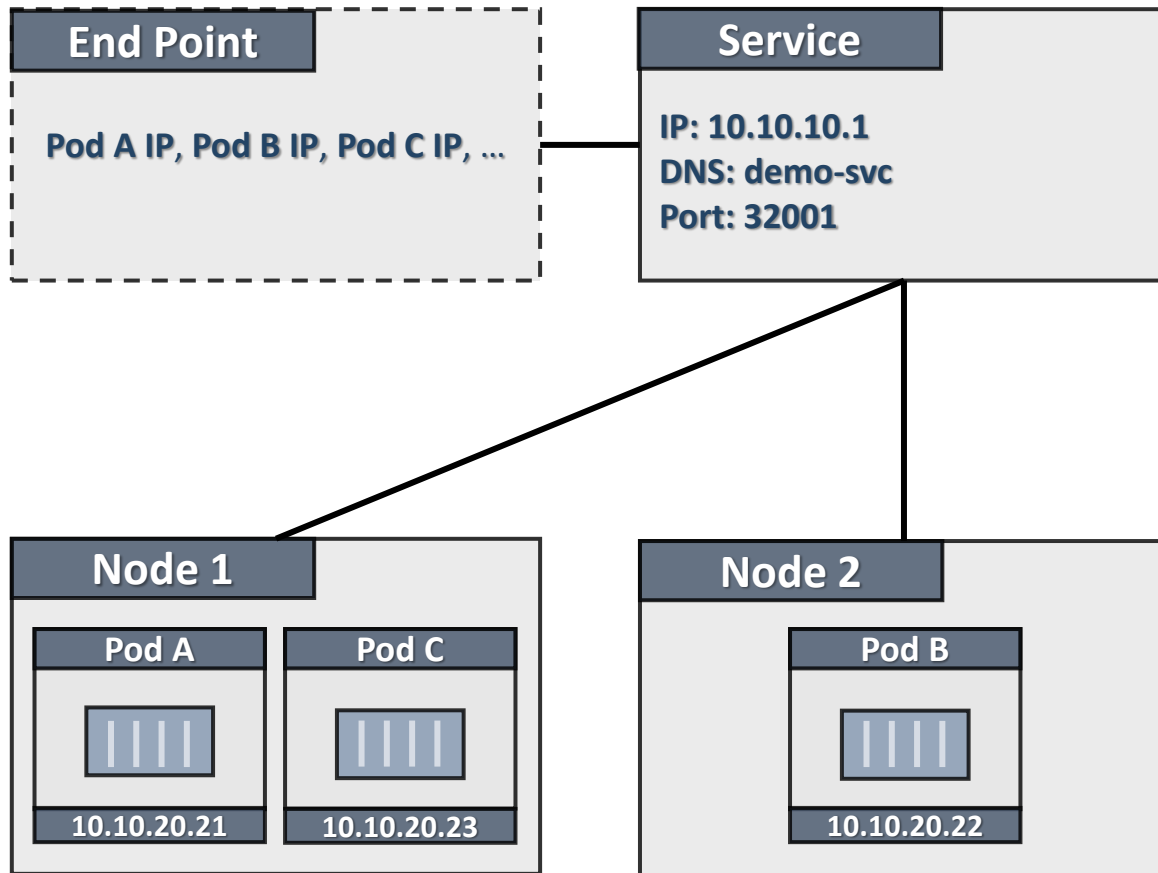 End Point
Pod A IP, Pod B IP, Pod C IP, ...
Service
IP: 10.10.10.1
DNS: demo-svc
Port: 32001
Node 1
Pod A
10.10.20.21
Pod C
10.10.20.23
Node 2
Pod B
10.10.20.22